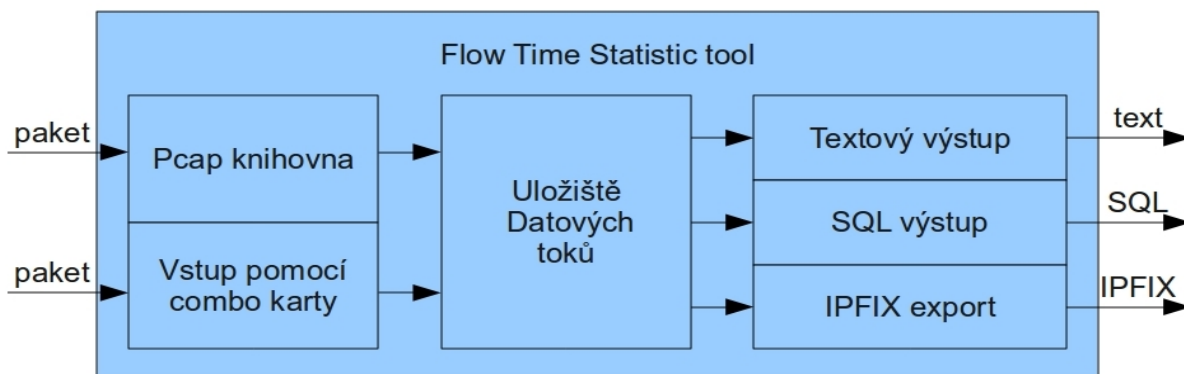 Flow Time Statistic tool
paket
Pcap knihovna
paket
Vstup pomocí
combo karty
Uložiště
Datových
toků
Textový výstup
text
SQL výstup
SQL
IPFIX export
IPFIX